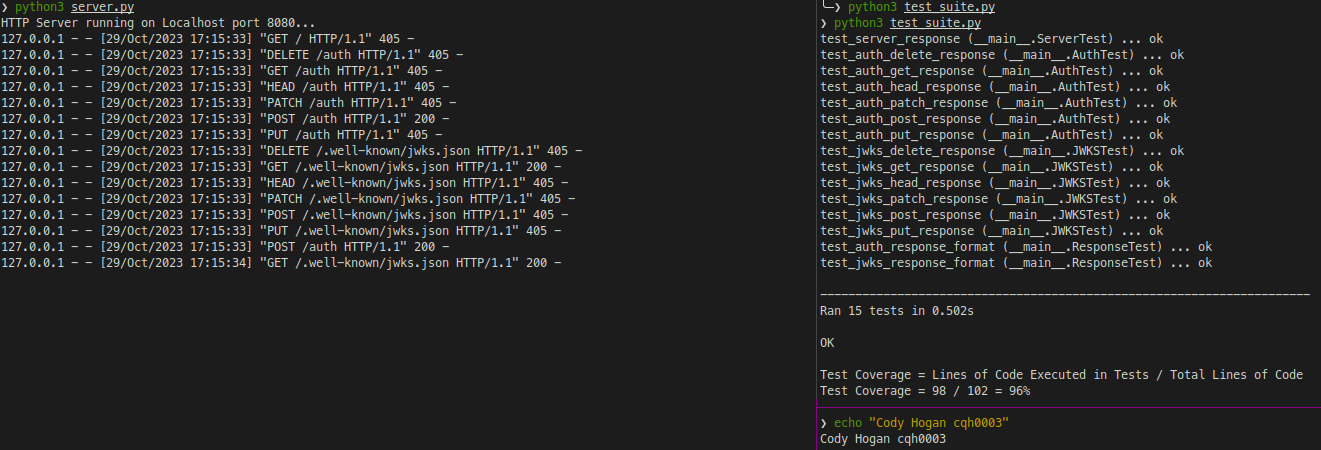 ❯ python3 server.py
HTTP Server running on Localhost port 8080...
127.0.0.1 - - [29/Oct/2023 17:15:33] "GET / HTTP/1.1" 405 -
127.0.0.1 - - [29/Oct/2023 17:15:33] "DELETE /auth HTTP/1.1" 405 -
127.0.0.1 - - [29/Oct/2023 17:15:33] "GET /auth HTTP/1.1" 405 -
127.0.0.1 - - [29/Oct/2023 17:15:33] "HEAD /auth HTTP/1.1" 405 -
127.0.0.1 - - [29/Oct/2023 17:15:33] "PATCH /auth HTTP/1.1" 405 -
127.0.0.1 - - [29/Oct/2023 17:15:33] "POST /auth HTTP/1.1" 200 -
127.0.0.1 - - [29/Oct/2023 17:15:33] "PUT /auth HTTP/1.1" 405 -
127.0.0.1 - - [29/Oct/2023 17:15:33] "DELETE /.well-known/jwks.json HTTP/1.1" 405 -
127.0.0.1 - - [29/Oct/2023 17:15:33] "GET /.well-known/jwks.json HTTP/1.1" 200 -
127.0.0.1 - - [29/Oct/2023 17:15:33] "HEAD /.well-known/jwks.json HTTP/1.1" 405 -
127.0.0.1 - - [29/Oct/2023 17:15:33] "PATCH /.well-known/jwks.json HTTP/1.1" 405 -
127.0.0.1 - - [29/Oct/2023 17:15:33] "POST /.well-known/jwks.json HTTP/1.1" 405 -
127.0.0.1 - - [29/Oct/2023 17:15:33] "PUT /.well-known/jwks.json HTTP/1.1" 405 -
127.0.0.1 - - [29/Oct/2023 17:15:33] "POST /auth HTTP/1.1" 200 -
127.0.0.1 - - [29/Oct/2023 17:15:34] "GET /.well-known/jwks.json HTTP/1.1" 200 -
╰─❯ python3 test_suite.py
❯ python3 test_suite.py
test_server_response (__main__.ServerTest) ... ok
test_auth_delete_response (__main__.AuthTest) ... ok
test_auth_get_response (__main__.AuthTest) ... ok
test_auth_head_response (__main__.AuthTest) ... ok
test_auth_patch_response (__main__.AuthTest) ... ok
test_auth_post_response (__main__.AuthTest) ... ok
test_auth_put_response (__main__.AuthTest) ... ok
test_jwks_delete_response (__main__.JWKSTest) ... ok
test_jwks_get_response (__main__.JWKSTest) ... ok
test_jwks_head_response (__main__.JWKSTest) ... ok
test_jwks_patch_response (__main__.JWKSTest) ... ok
test_jwks_post_response (__main__.JWKSTest) ... ok
test_jwks_put_response (__main__.JWKSTest) ... ok
test_auth_response_format (__main__.ResponseTest) ... ok
test_jwks_response_format (__main__.ResponseTest) ... ok
----------------------------------------------------------------------
Ran 15 tests in 0.502s
OK
Test Coverage = Lines of Code Executed in Tests / Total Lines of Code
Test Coverage = 98 / 102 = 96%
❯ echo "Cody Hogan cqh0003"
Cody Hogan cqh0003